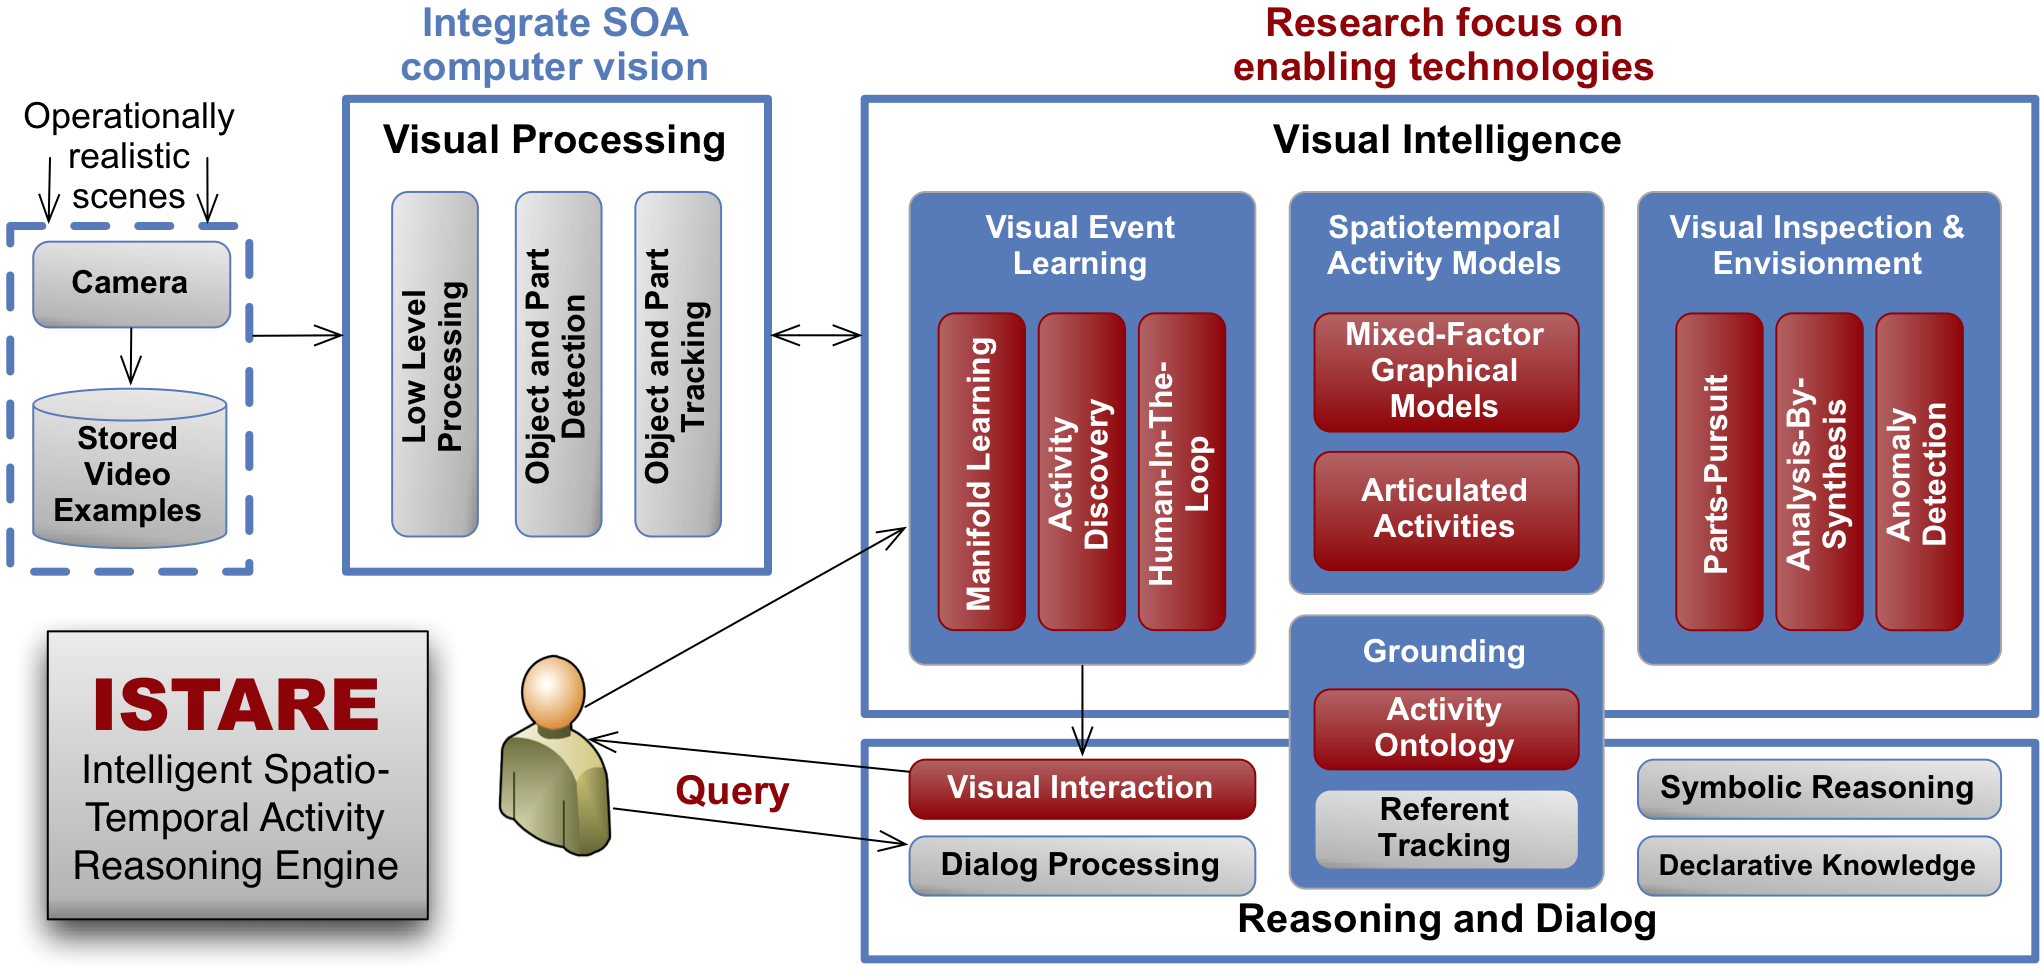 Integrate SOA
computer vision
Research focus on
enabling technologies
Operationally
realistic
scenes
Camera
Stored
Video
Examples
Visual Processing
Low Level
Processing
Object and Part
Detection
Object and Part
Tracking
Visual Intelligence
Visual Event
Learning
Manifold Learning
Activity
Discovery
Human-In-The-
Loop
Spatiotemporal
Activity Models
Mixed-Factor
Graphical
Models
Articulated
Activities
Visual Inspection &
Envisionment
Parts-Pursuit
Analysis-By-
Synthesis
Anomaly
Detection
Grounding
Activity
Ontology
Referent
Tracking
ISTARE
Intelligent Spatio-
Temporal Activity
Reasoning Engine
Query
Visual Interaction
Dialog Processing
Symbolic Reasoning
Declarative Knowledge
Reasoning and Dialog